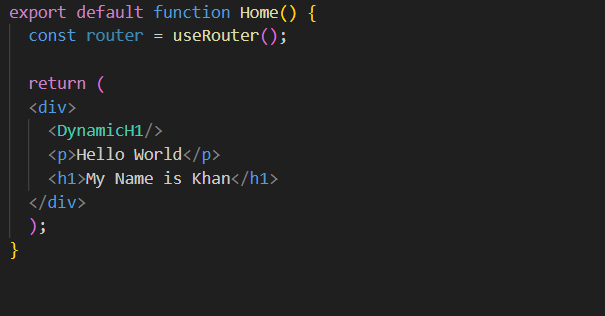 export default function Home() {
  const router = useRouter();

  return (
  <div>
    <DynamicH1/>
    <p>Hello World</p>
    <h1>My Name is Khan</h1>
  </div>
  );
}